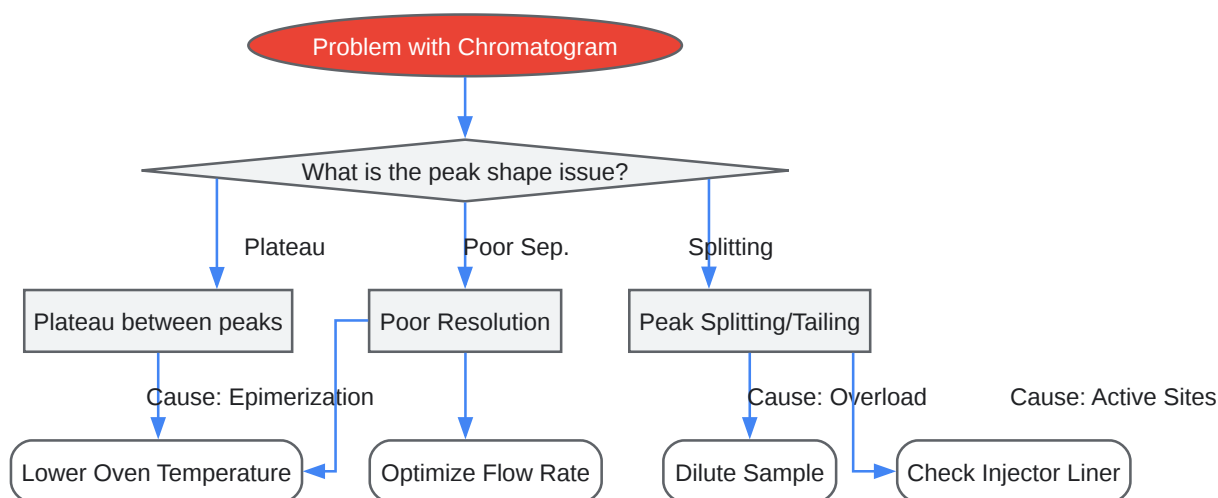 Problem with Chromatogram
What is the peak shape issue?
Plateau
Poor Sep.
Splitting
Plateau between peaks
Poor Resolution
Peak Splitting/Tailing
Cause: Epimerization
Cause: Overload
Cause: Active Sites
Lower Oven Temperature
Optimize Flow Rate
Dilute Sample
Check Injector Liner